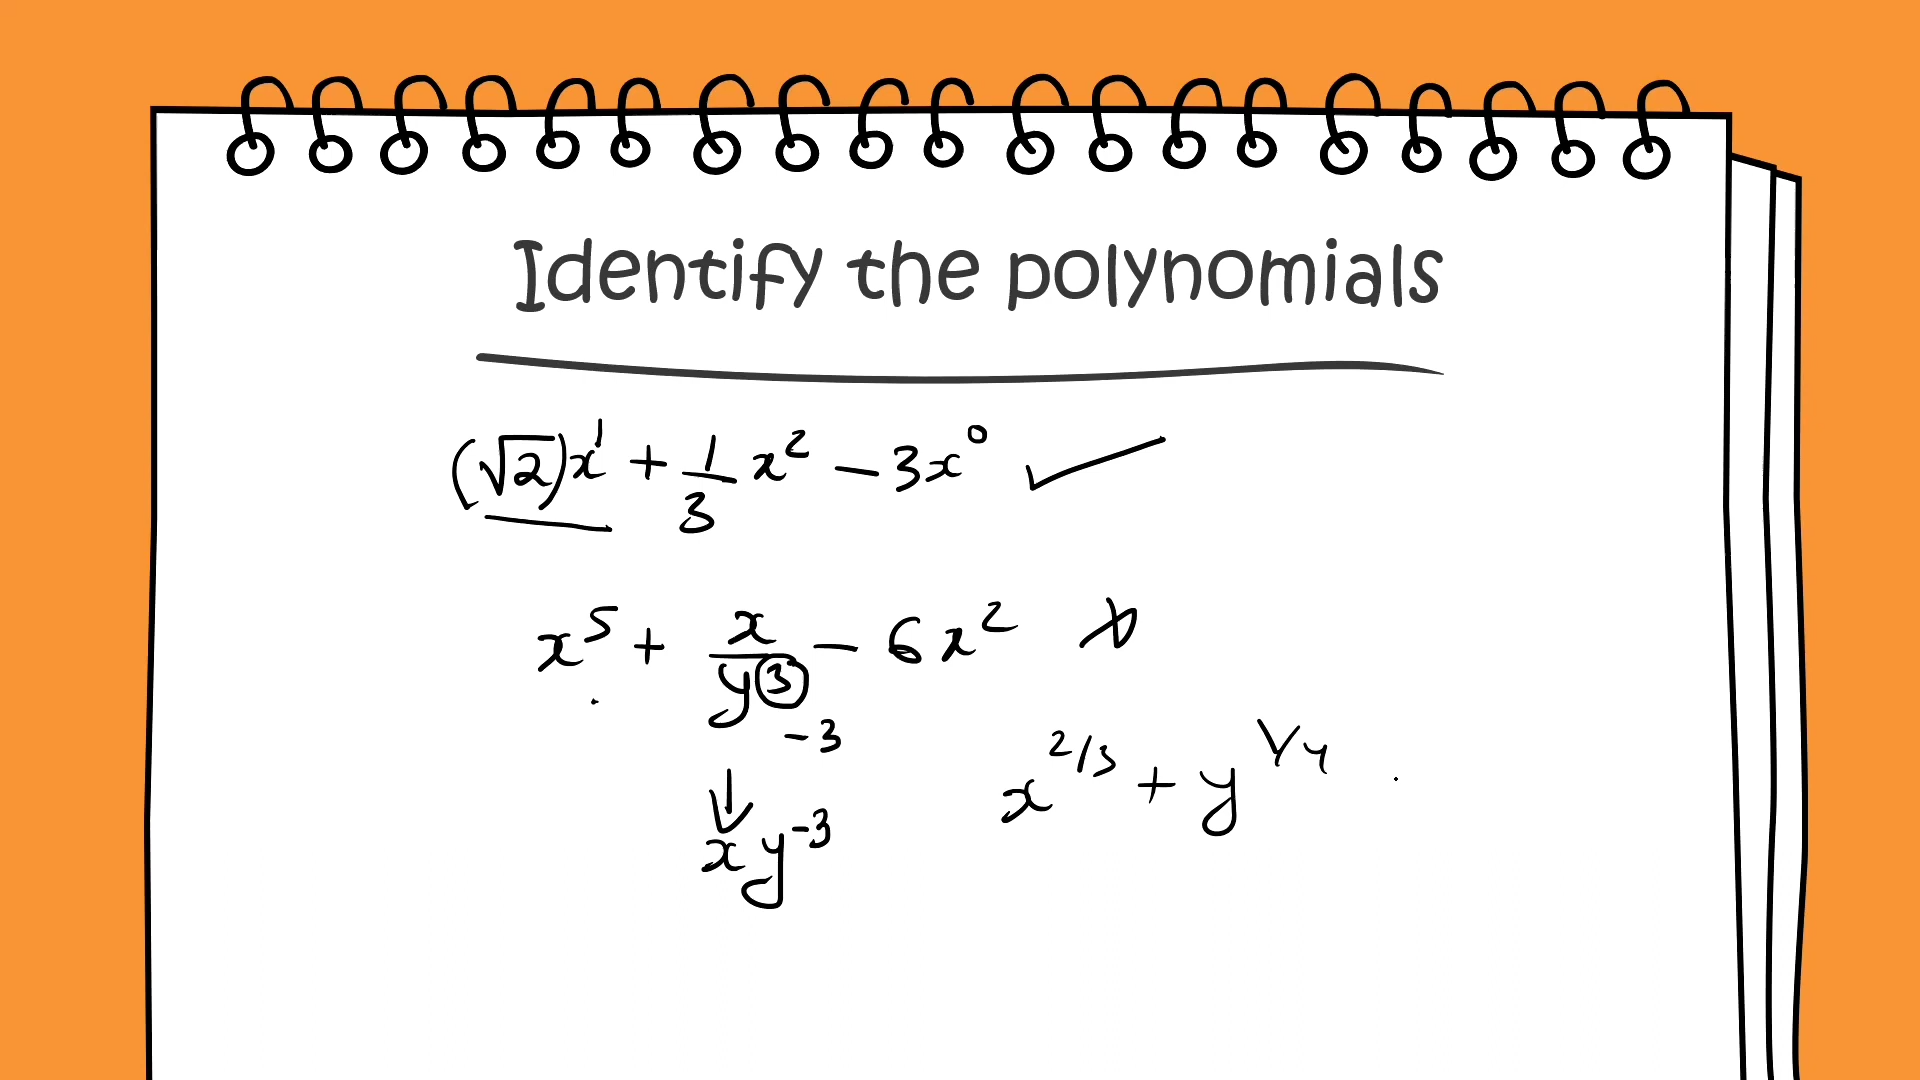 Identify the polynomials
(√2)x¹ + 1/3 x² - 3x⁰ ✓
x⁵ + x/y³ - 6x² ✗
-3
↓
xy⁻³
x^2/3 + y^1/4